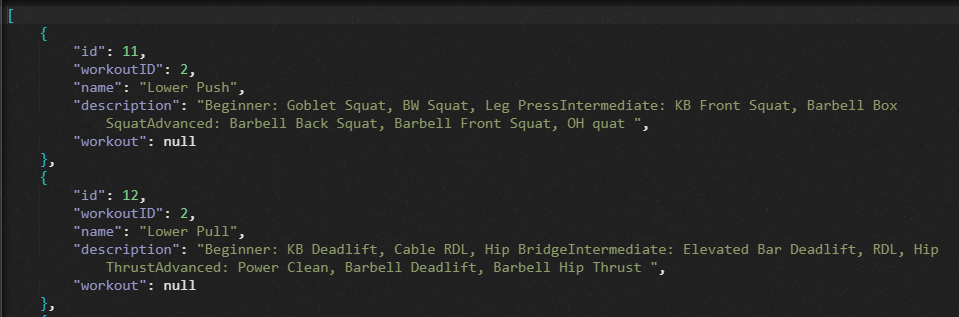 [
{
"id": 11,
"workoutID": 2,
"name": "Lower Push",
"description": "Beginner: Goblet Squat, BW Squat, Leg PressIntermediate: KB Front Squat, Barbell Box
SquatAdvanced: Barbell Back Squat, Barbell Front Squat, OH quat ",
"workout": null
},
{
"id": 12,
"workoutID": 2,
"name": "Lower Pull",
"description": "Beginner: KB Deadlift, Cable RDL, Hip BridgeIntermediate: Elevated Bar Deadlift, RDL, Hip
ThrustAdvanced: Power Clean, Barbell Deadlift, Barbell Hip Thrust ",
"workout": null
},